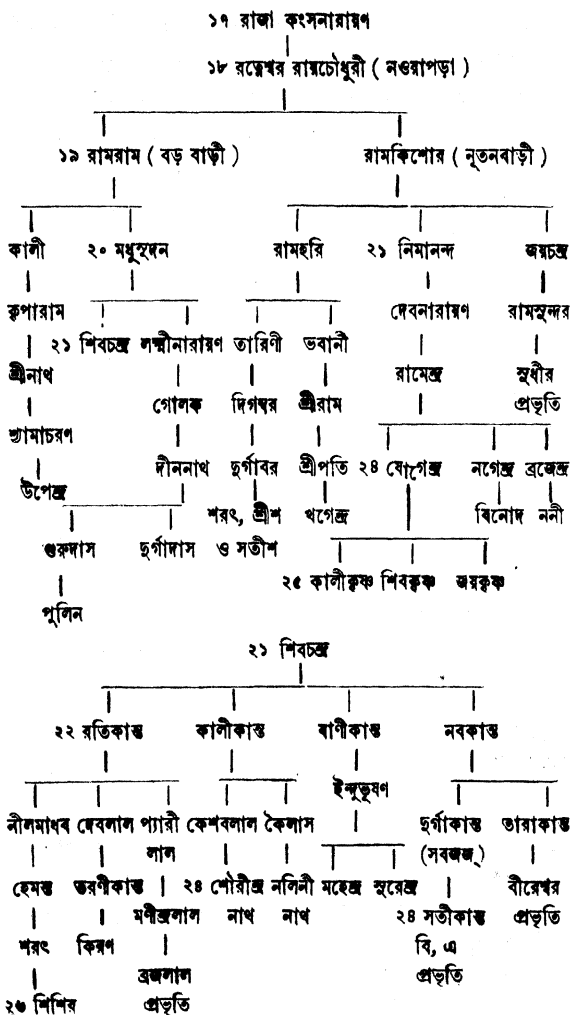 ১৭ রাজা কংসনারায়ণ
১৮ রত্নেশ্বর রায়চৌধুরী ( নওরাপড়া )
১৯ রামরাম ( বড় বাড়ী ) রামকিশোর ( নূতনবাড়ী )
কালী ২০ মধুসূদন রামহরি ২১ নিমানন্দ জয়চন্দ্র
কৃপারাম দেবনারায়ণ রামসুন্দর
২১ শিবচন্দ্র লক্ষ্মীনারায়ণ তারিণী ভবানী
শ্রীনাথ রামেন্দ্র সুধীর
গোলক দিগম্বর শ্রীরাম প্রভৃতি
শ্যামাচরণ
দীননাথ দুর্গাবর শ্রীপতি ২৪ যোগেন্দ্র নগেন্দ্র ব্রজেন্দ্র
উপেন্দ্র
শরৎ, শ্রীশ খগেন্দ্র বিনোদ ননী
গুরুদাস দুর্গাদাস ও সতীশ
২৫ কালীকৃষ্ণ শিবকৃষ্ণ জয়কৃষ্ণ
পুলিন
২১ শিবচন্দ্র
২২ রতিকান্ত কালীকান্ত বাণীকান্ত নবকান্ত
ইন্দুভূষণ
নীলমাধব দেবলাল প্যারী কেশবলাল কৈলাস দুর্গাকান্ত তারাকান্ত
লাল (সবজজ্)
হেমন্ত তরণীকান্ত ২৪ শৌরীন্দ্র নলিনী মহেন্দ্র সুরেন্দ্র বীরেশ্বর
মণীন্দ্রলাল নাথ নাথ ২৪ সতীকান্ত প্রভৃতি
শরৎ কিরণ বি, এ
ব্রজলাল প্রভৃতি
২৬ শিশির প্রভৃতি